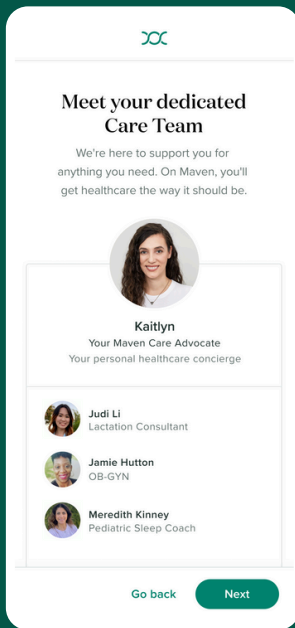 Meet your dedicated
Care Team
We're here to support you for
anything you need. On Maven, you'll
get healthcare the way it should be.
Kaitlyn
Your Maven Care Advocate
Your personal healthcare concierge
Judi Li
Lactation Consultant
Jamie Hutton
OB-GYN
Meredith Kinney
Pediatric Sleep Coach
Go back
Next